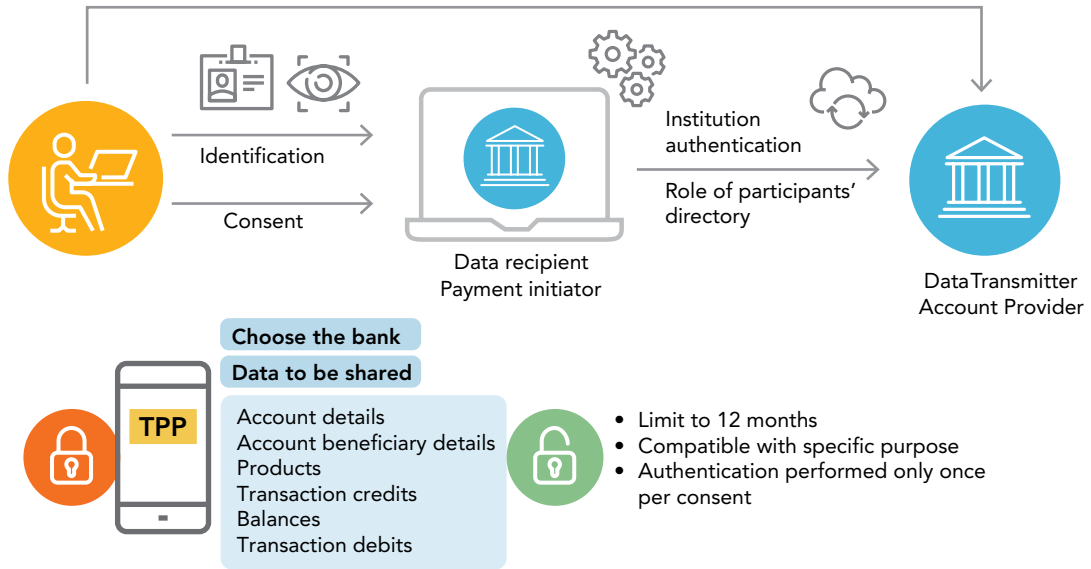 Identification
Consent
Data recipient
Payment initiator
Institution
authentication
Role of participants’
directory
DataTransmitter
Account Provider
TPP
Choose the bank
Data to be shared
Account details
Account beneficiary details
Products
Transaction credits
Balances
Transaction debits
• Limit to 12 months
• Compatible with specific purpose
• Authentication performed only once
per consent